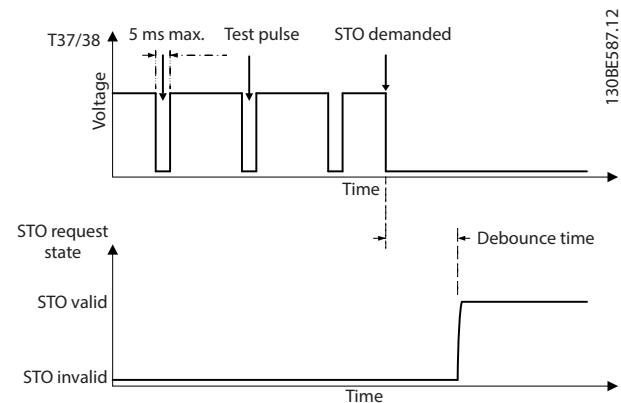 T37/38
5 ms max.
Test pulse
STO demanded
130BE587.12
Voltage
Time
STO request
state
Debounce time
STO valid
STO invalid
Time